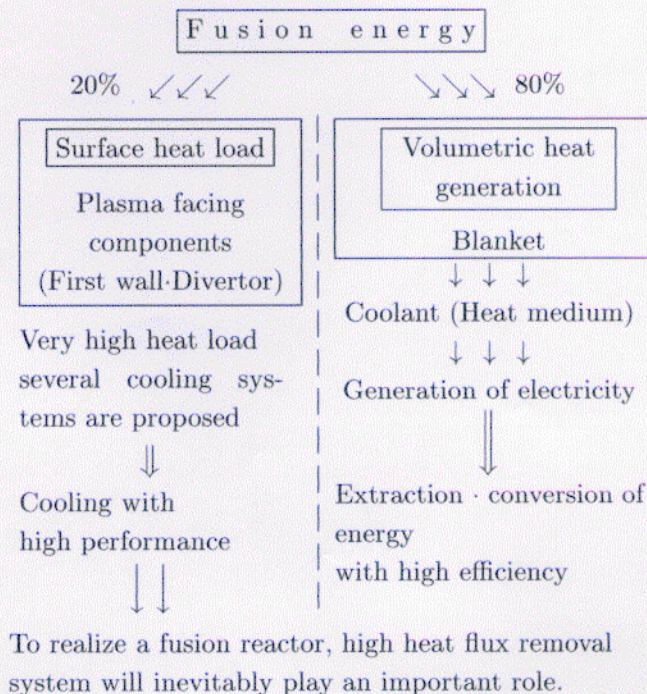 Fusion energy
20%
80%
Surface heat load
Plasma facing
components
(First wall·Divertor)
Very high heat load
several cooling sys-
tems are proposed
Cooling with
high performance
Volumetric heat
generation
Blanket
Coolant (Heat medium)
Generation of electricity
Extraction · conversion of
energy
with high efficiency
To realize a fusion reactor, high heat flux removal
system will inevitably play an important role.